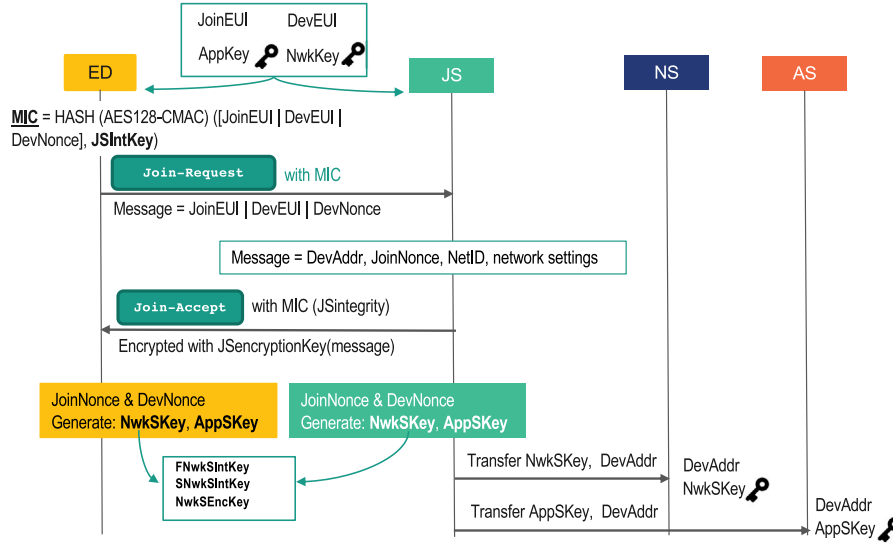 JoinEUI DevEUI
AppKey NwkKey
ED JS NS AS
MIC = HASH (AES128-CMAC) ([JoinEUI | DevEUI |
DevNonce], JSIntKey)
Join-Request with MIC
Message = JoinEUI | DevEUI | DevNonce
Message = DevAddr, JoinNonce, NetID, network settings
Join-Accept with MIC (JSintegrity)
Encrypted with JSencryptionKey(message)
JoinNonce & DevNonce
Generate: NwkSKey, AppSKey
JoinNonce & DevNonce
Generate: NwkSKey, AppSKey
FNwkSIntKey
SNwkSIntKey
NwkSEncKey
Transfer NwkSKey, DevAddr
DevAddr
NwkSKey
Transfer AppSKey, DevAddr
DevAddr
AppSKey